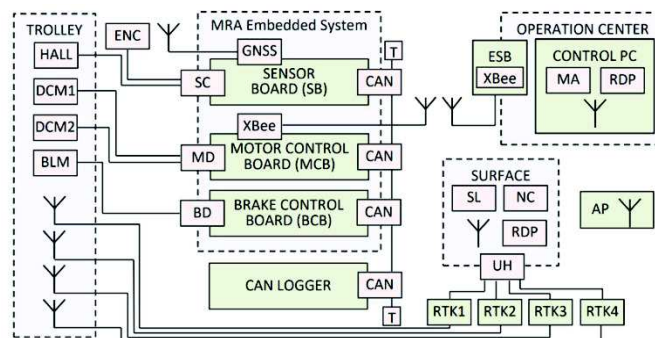 TROLLEY
HALL
DCM1
DCM2
BLM
ENC
MRA Embedded System
GNSS
SC
SENSOR
BOARD (SB)
CAN
XBee
MD
MOTOR CONTROL
BOARD (MCB)
CAN
BD
BRAKE CONTROL
BOARD (BCB)
CAN
CAN LOGGER
CAN
T
T
OPERATION CENTER
ESB
XBee
CONTROL PC
MA
RDP
SURFACE
SL
NC
RDP
UH
AP
RTK1
RTK2
RTK3
RTK4